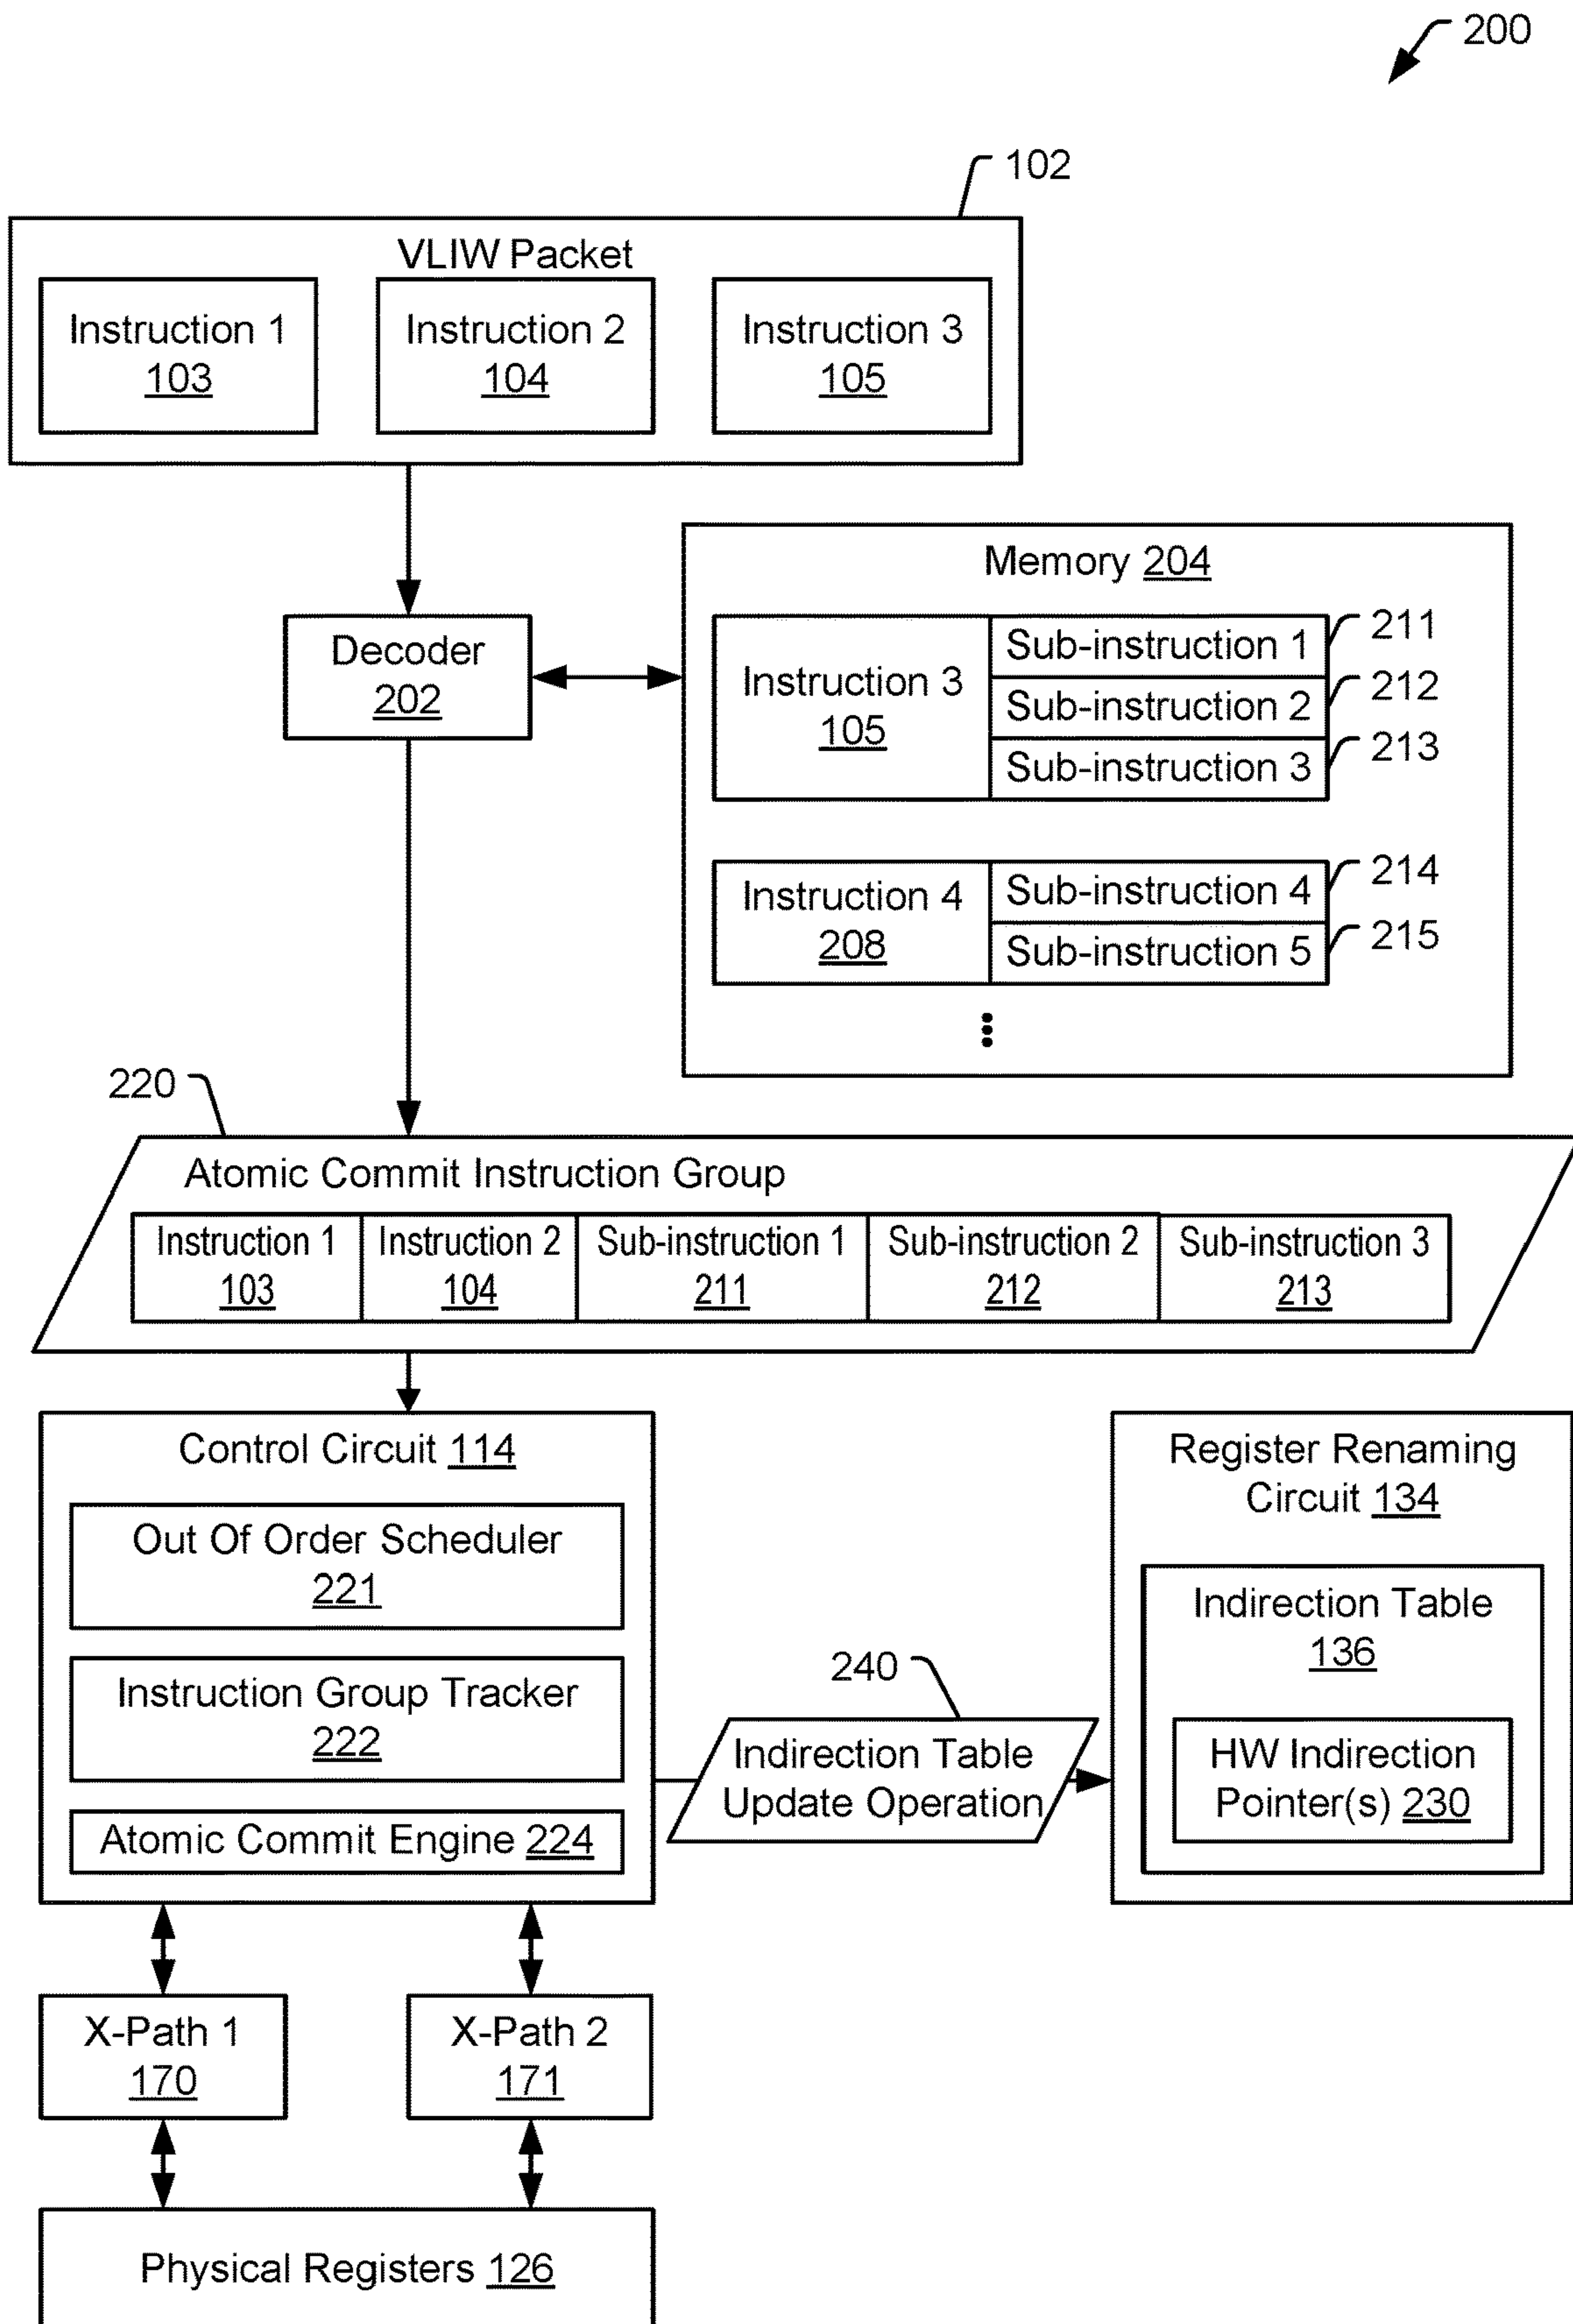 200
102
VLIW Packet
Instruction 1
103
Instruction 2
104
Instruction 3
105
Decoder
202
Memory 204
Instruction 3
105
Sub-instruction 1
211
Sub-instruction 2
212
Sub-instruction 3
213
Instruction 4
208
Sub-instruction 4
214
Sub-instruction 5
215
220
Atomic Commit Instruction Group
Instruction 1
103
Instruction 2
104
Sub-instruction 1
211
Sub-instruction 2
212
Sub-instruction 3
213
Control Circuit 114
Out Of Order Scheduler
221
Instruction Group Tracker
222
Atomic Commit Engine 224
240
Indirection Table
Update Operation
Register Renaming
Circuit 134
Indirection Table
136
HW Indirection
Pointer(s) 230
X-Path 1
170
X-Path 2
171
Physical Registers 126